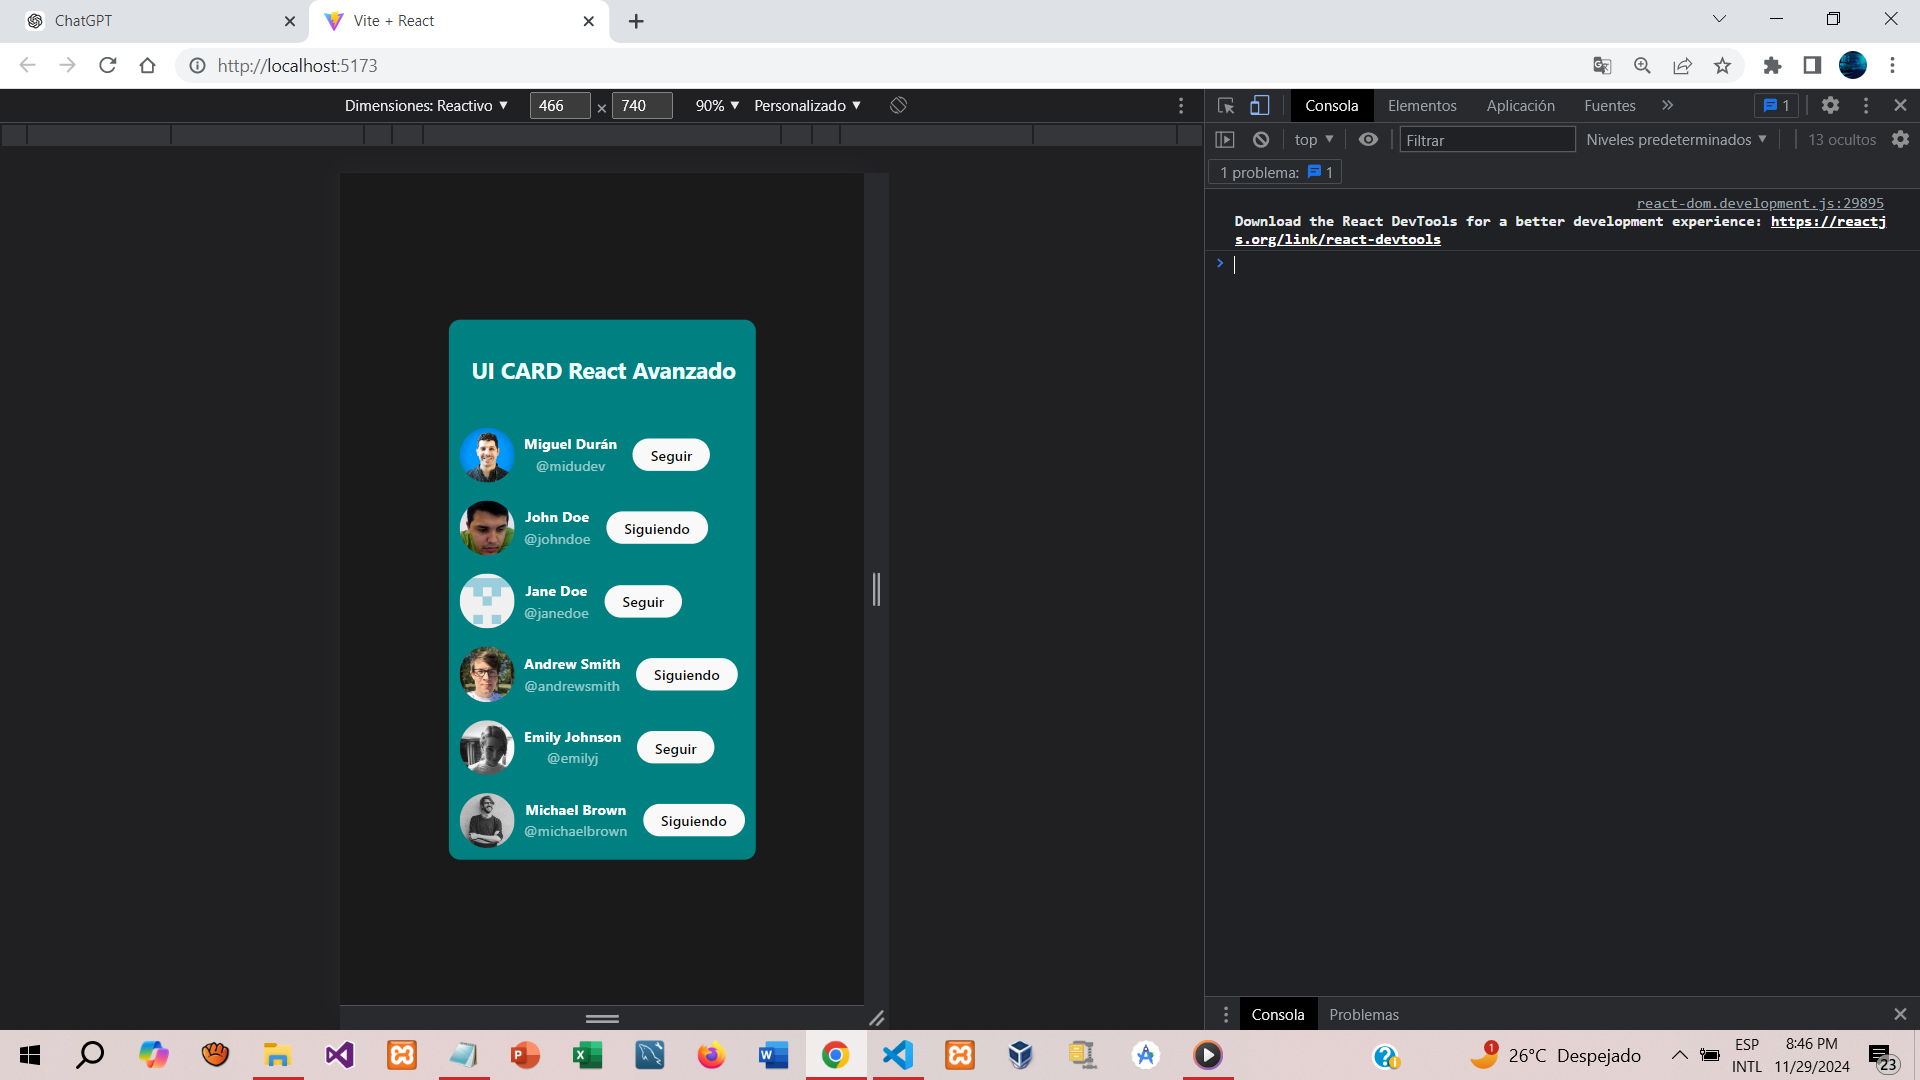 ChatGPT
Vite + React
http://localhost:5173
Dimensiones: Reactivo ▼ 466 × 740 90% ▼ Personalizado ▼
Consola Elementos Aplicación Fuentes » 1
top ▼ Filtrar Niveles predeterminados ▼ 13 ocultos
1 problema: 1
react-dom.development.js:29895
Download the React DevTools for a better development experience: https://reactj
s.org/link/react-devtools
>
UI CARD React Avanzado
Miguel Durán
@midudev
Seguir
John Doe
@johndoe
Siguiendo
Jane Doe
@janedoe
Seguir
Andrew Smith
@andrewsmith
Siguiendo
Emily Johnson
@emilyj
Seguir
Michael Brown
@michaelbrown
Siguiendo
Consola Problemas
1
26°C Despejado
ESP
INTL
8:46 PM
11/29/2024
23